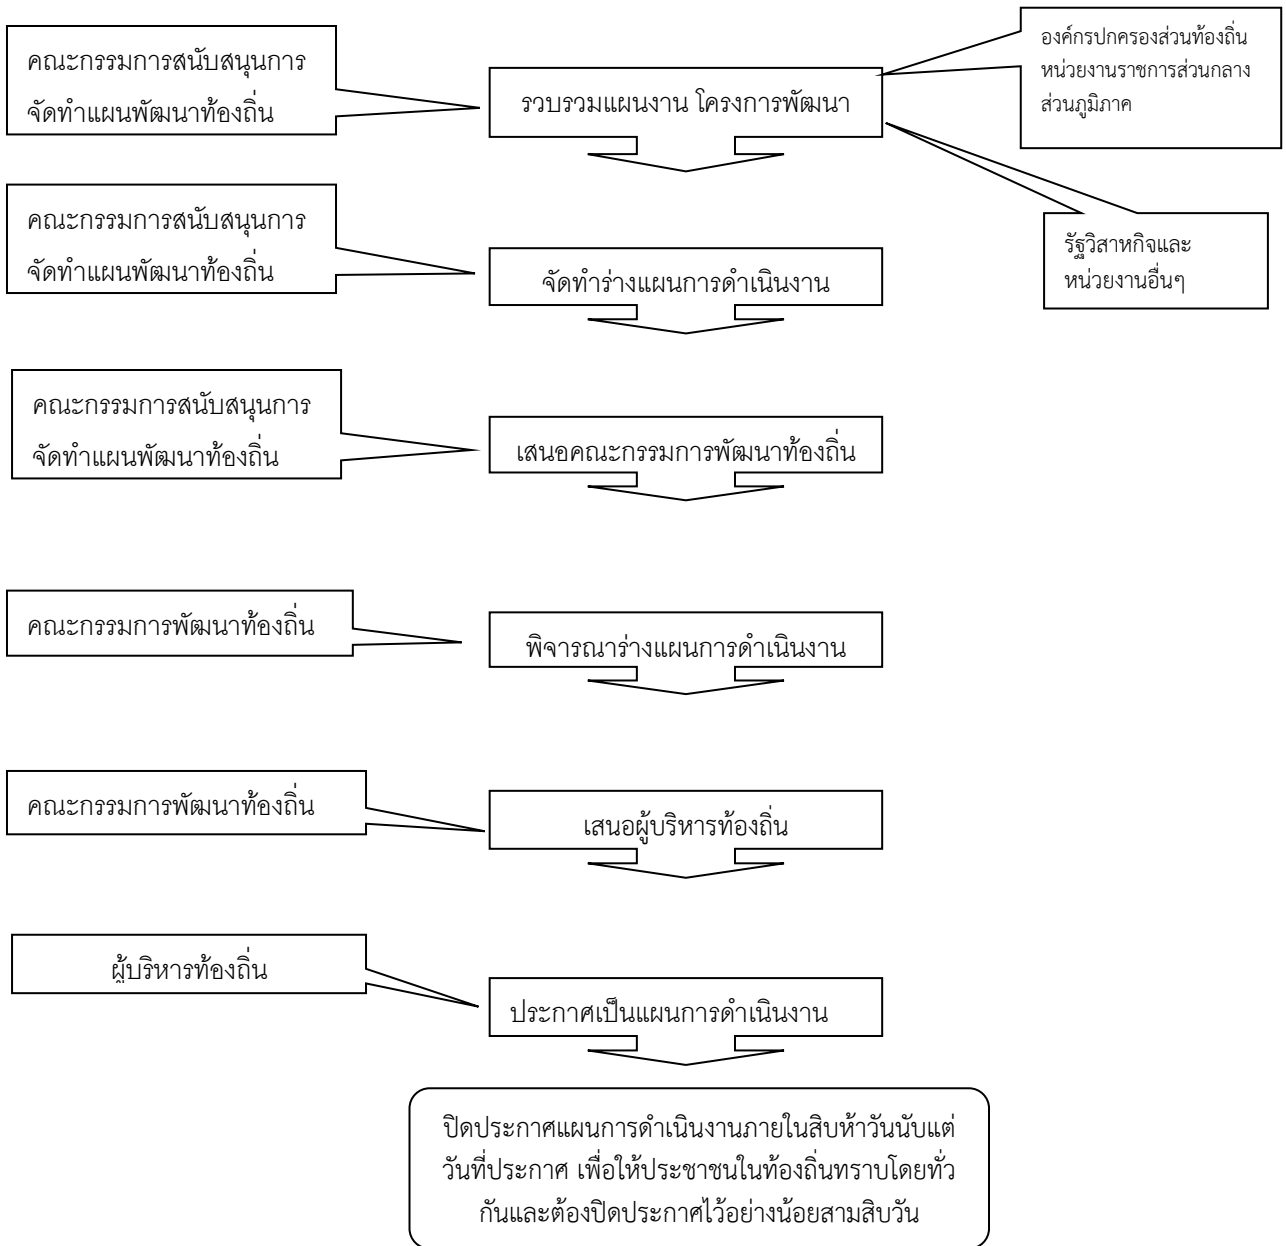 คณะกรรมการสนับสนุนการ
จัดทำแผนพัฒนาท้องถิ่น
รวบรวมแผนงาน โครงการพัฒนา
องค์กรปกครองส่วนท้องถิ่น
หน่วยงานราชการส่วนกลาง
ส่วนภูมิภาค
รัฐวิสาหกิจและ
หน่วยงานอื่นๆ
คณะกรรมการสนับสนุนการ
จัดทำแผนพัฒนาท้องถิ่น
จัดทำร่างแผนการดำเนินงาน
คณะกรรมการสนับสนุนการ
จัดทำแผนพัฒนาท้องถิ่น
เสนอคณะกรรมการพัฒนาท้องถิ่น
คณะกรรมการพัฒนาท้องถิ่น
พิจารณาร่างแผนการดำเนินงาน
คณะกรรมการพัฒนาท้องถิ่น
เสนอผู้บริหารท้องถิ่น
ผู้บริหารท้องถิ่น
ประกาศเป็นแผนการดำเนินงาน
ปิดประกาศแผนการดำเนินงานภายในสิบห้าวันนับแต่
วันที่ประกาศ เพื่อให้ประชาชนในท้องถิ่นทราบโดยทั่ว
กันและต้องปิดประกาศไว้อย่างน้อยสามสิบวัน